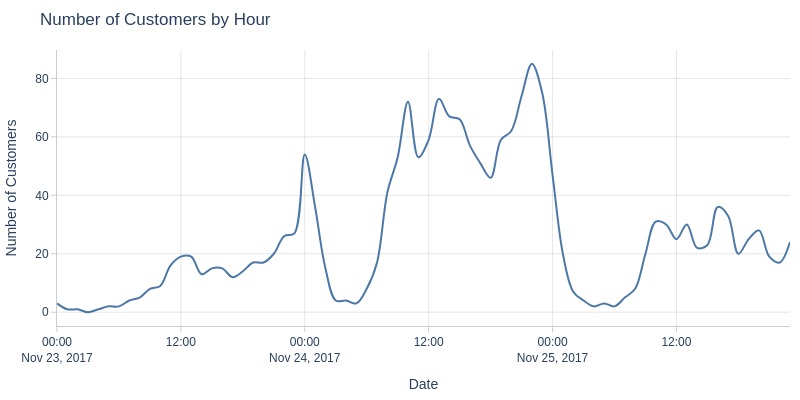 Number of Customers by Hour
Number of Customers
80
60
40
20
0
00:00 12:00 00:00 12:00 00:00 12:00
Nov 23, 2017 Nov 24, 2017 Nov 25, 2017
Date